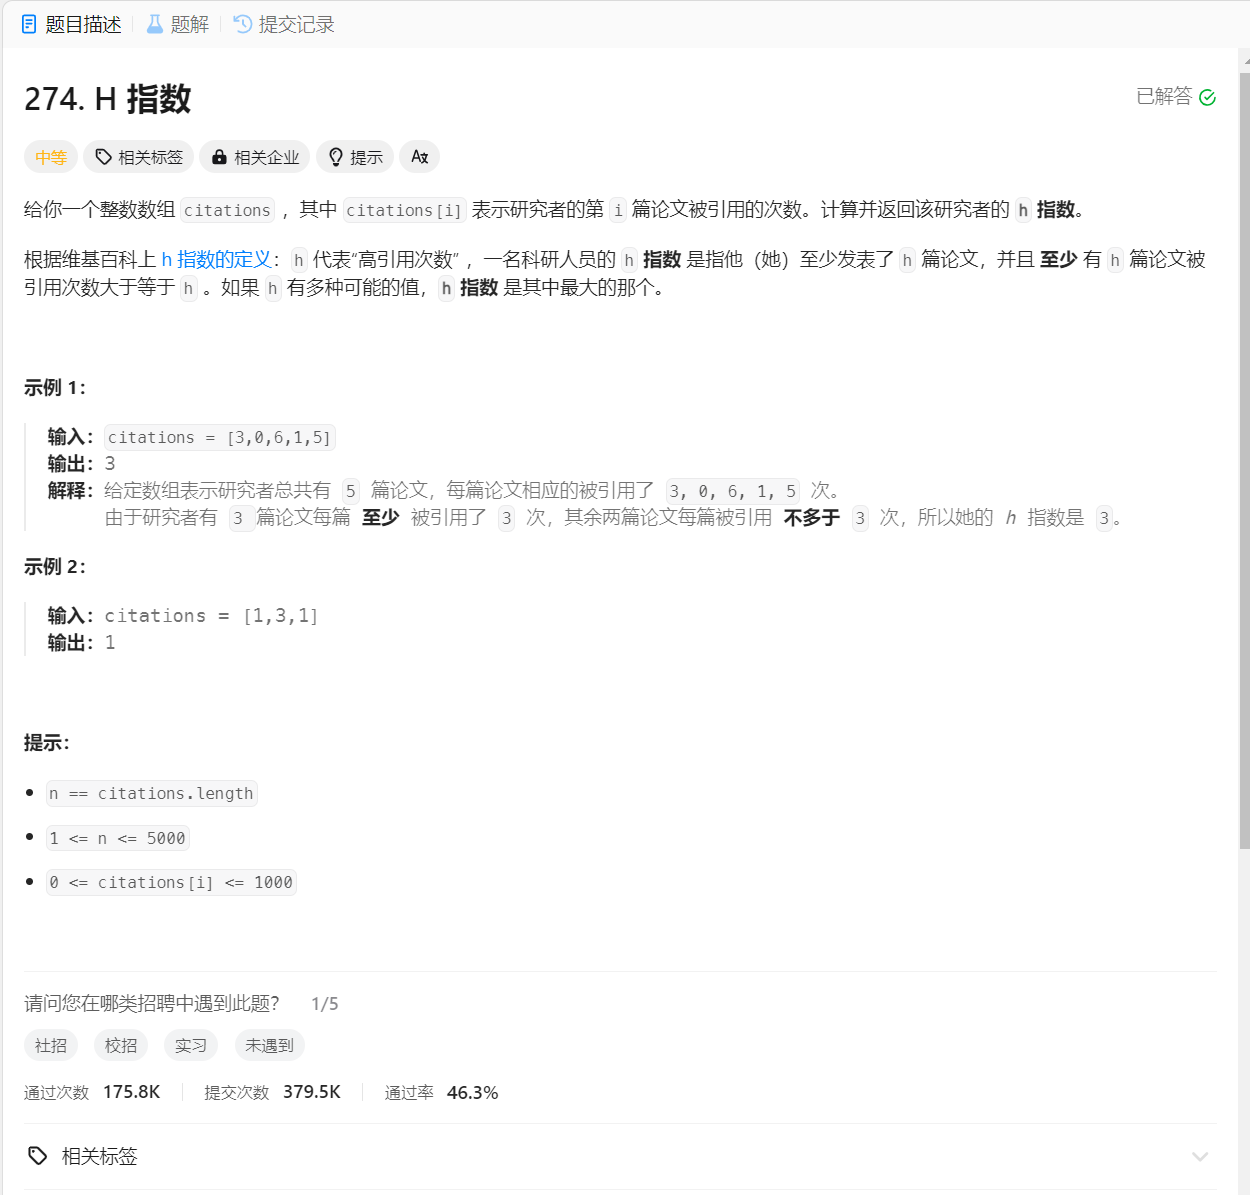 题目描述 题解 提交记录
274. H 指数 已解答
中等 相关标签 相关企业 提示
给你一个整数数组 citations ，其中 citations[i] 表示研究者的第 i 篇论文被引用的次数。计算并返回该研究者的 h 指数。
根据维基百科上 h 指数的定义：h 代表“高引用次数” ，一名科研人员的 h 指数 是指他（她）至少发表了 h 篇论文，并且 至少 有 h 篇论文被
引用次数大于等于 h 。如果 h 有多种可能的值，h 指数 是其中最大的那个。
示例 1：
输入：citations = [3,0,6,1,5]
输出：3
解释：给定数组表示研究者总共有 5 篇论文，每篇论文相应的被引用了 3, 0, 6, 1, 5 次。
由于研究者有 3 篇论文每篇 至少 被引用了 3 次，其余两篇论文每篇被引用 不多于 3 次，所以她的 h 指数是 3。
示例 2：
输入：citations = [1,3,1]
输出：1
提示：
n == citations.length
1 <= n <= 5000
0 <= citations[i] <= 1000
请问您在哪类招聘中遇到此题？ 1/5
社招 校招 实习 未遇到
通过次数 175.8K 提交次数 379.5K 通过率 46.3%
相关标签